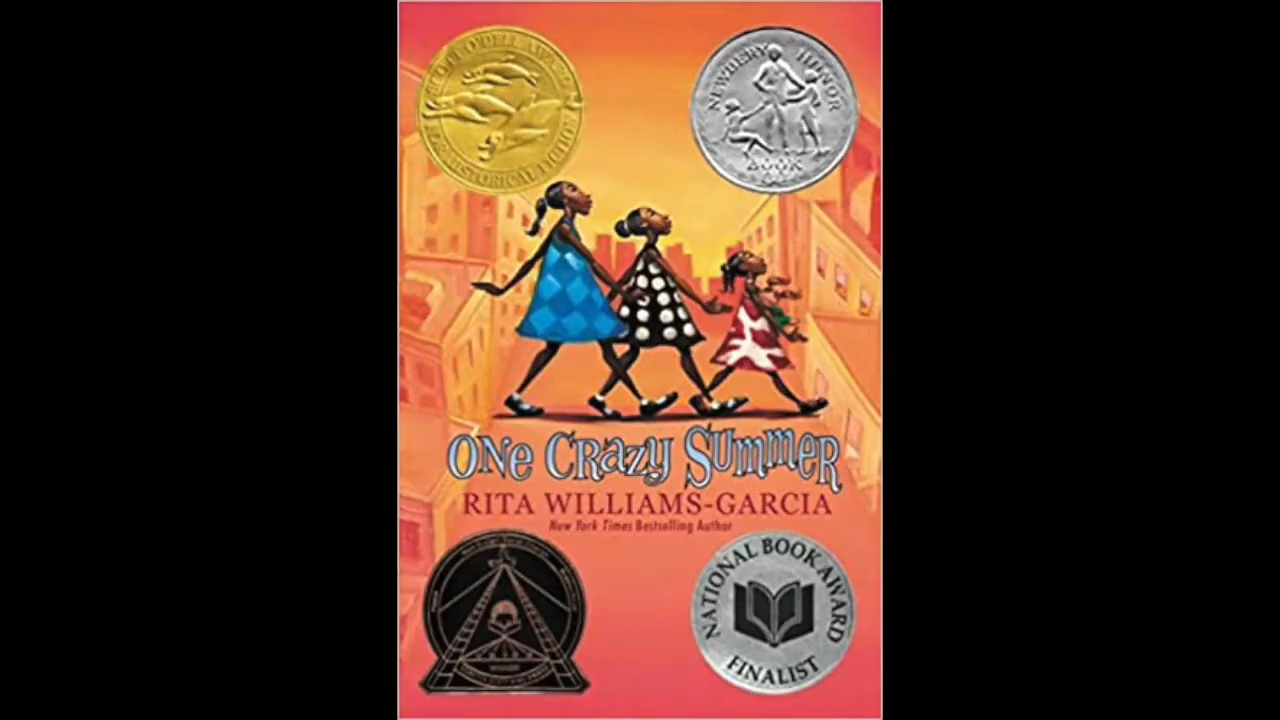 SCOTT O'DELL AWARD
FOR HISTORICAL FICTION
NEWBERY HONOR
BOOK
ONE CRAZY SUMMER
RITA WILLIAMS-GARCIA
New York Times Bestselling Author
NATIONAL BOOK AWARD
FINALIST